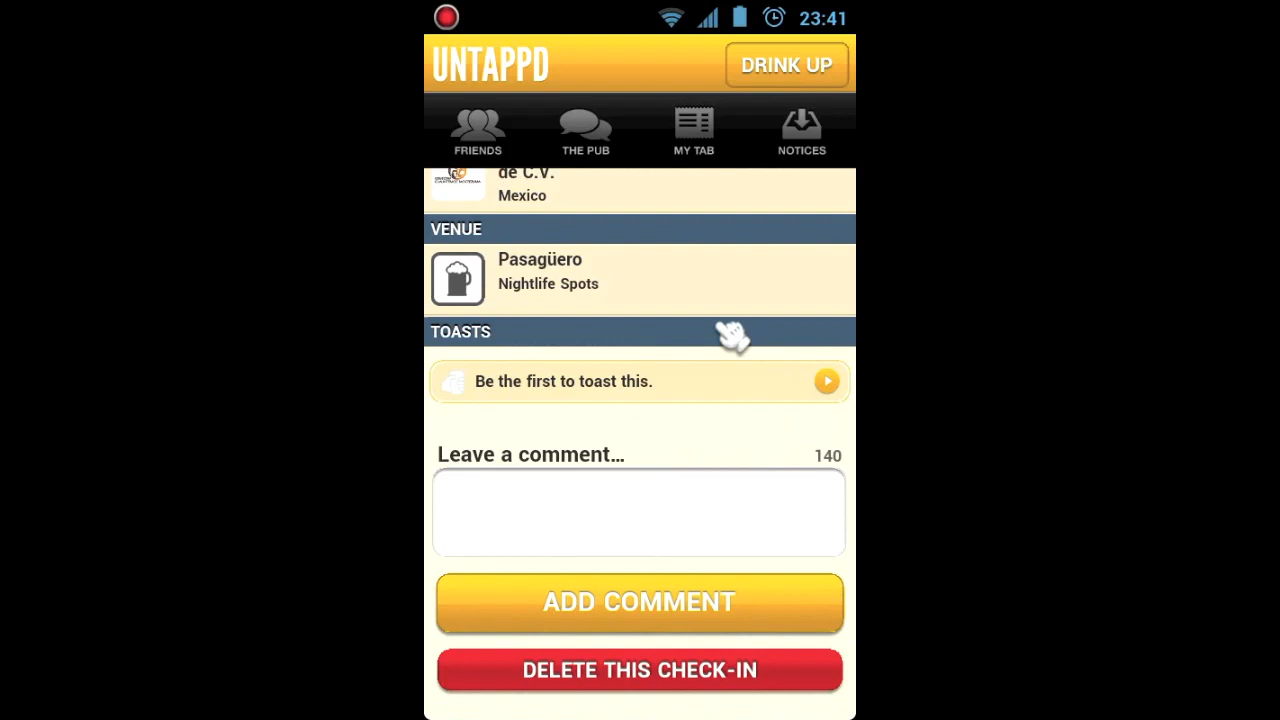 23:41
UNTAPPD
DRINK UP
FRIENDS
THE PUB
MY TAB
NOTICES
de C.V.
Mexico
VENUE
Pasagüero
Nightlife Spots
TOASTS
Be the first to toast this.
Leave a comment...
140
ADD COMMENT
DELETE THIS CHECK-IN